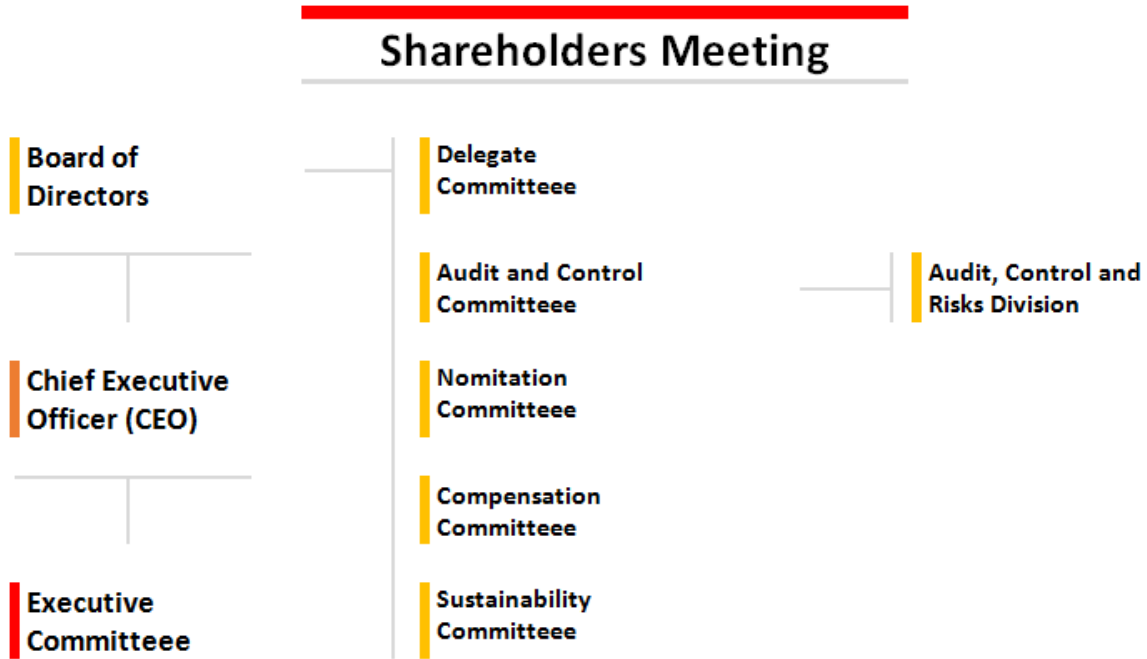 Shareholders Meeting
Board of
Directors
Delegate
Committeee
Audit and Control
Committeee
Audit, Control and
Risks Division
Chief Executive
Officer (CEO)
Nomitation
Committeee
Compensation
Committeee
Executive
Committeee
Sustainability
Committeee